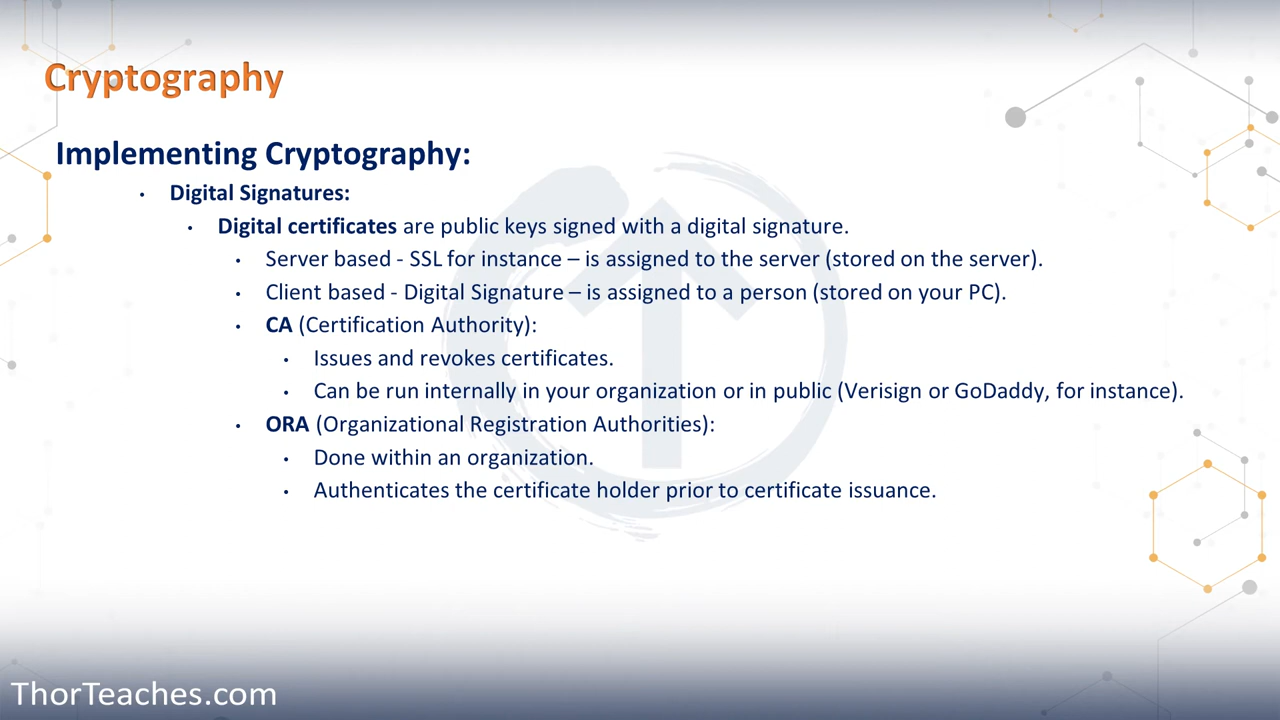 Cryptography
Implementing Cryptography:
• Digital Signatures:
• Digital certificates are public keys signed with a digital signature.
• Server based - SSL for instance – is assigned to the server (stored on the server).
• Client based - Digital Signature – is assigned to a person (stored on your PC).
• CA (Certification Authority):
• Issues and revokes certificates.
• Can be run internally in your organization or in public (Verisign or GoDaddy, for instance).
• ORA (Organizational Registration Authorities):
• Done within an organization.
• Authenticates the certificate holder prior to certificate issuance.
ThorTeaches.com